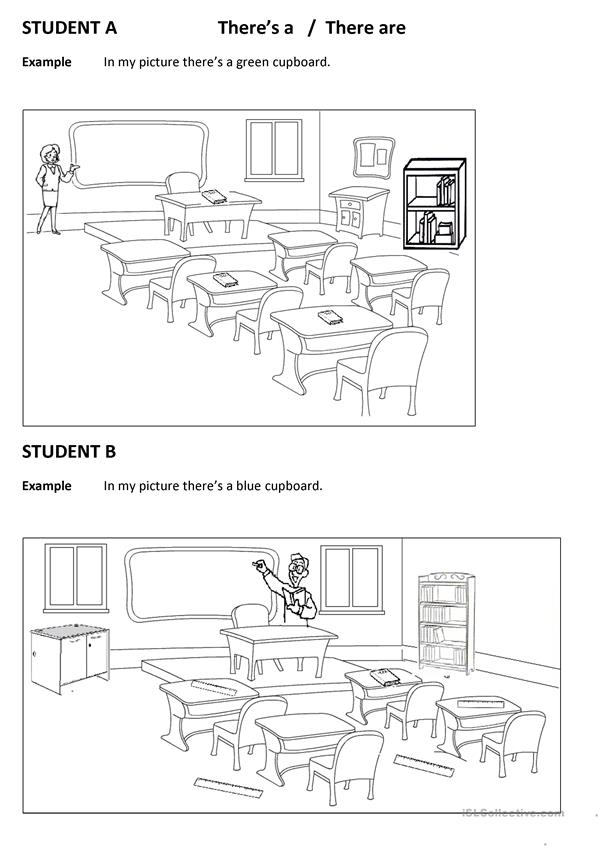 STUDENT A There's a / There are
Example In my picture there's a green cupboard.
STUDENT B
Example In my picture there's a blue cupboard.
iSLCollective.com